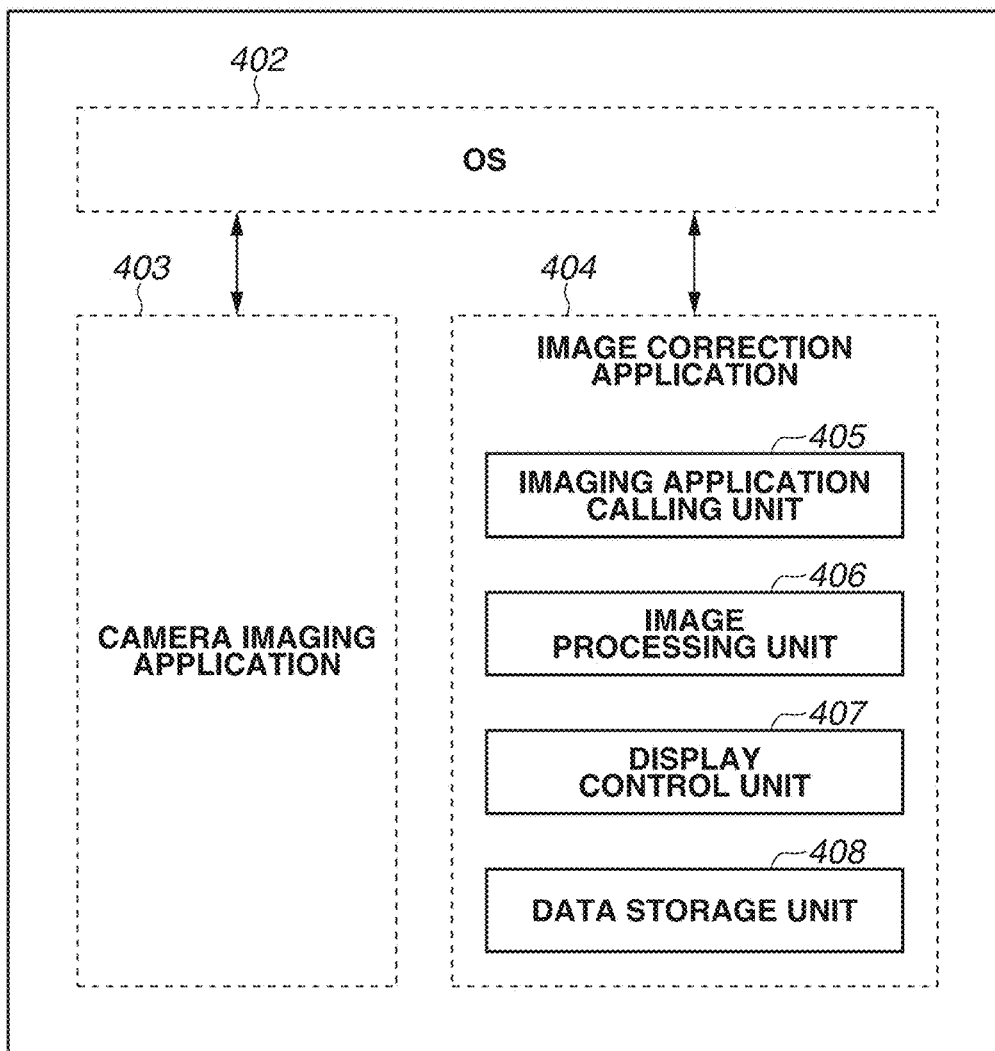 402
OS
403
404
CAMERA IMAGING
APPLICATION
IMAGE CORRECTION
APPLICATION
405
IMAGING APPLICATION
CALLING UNIT
406
IMAGE
PROCESSING UNIT
407
DISPLAY
CONTROL UNIT
408
DATA STORAGE UNIT